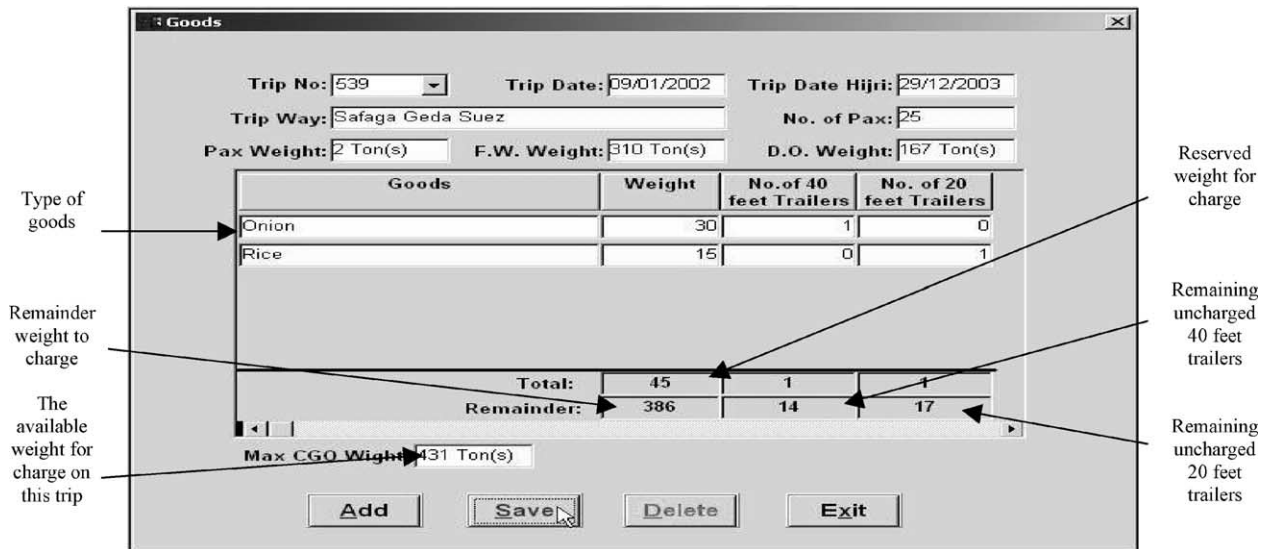 Goods
Trip No: 539 Trip Date: 09/01/2002 Trip Date Hijri: 29/12/2003
Trip Way: Safaga Geda Suez No. of Pax: 25
Pax Weight: 2 Ton(s) F.W. Weight: 310 Ton(s) D.O. Weight: 167 Ton(s)
Goods Weight No.of 40 feet Trailers No. of 20 feet Trailers
Onion 30 1 0
Rice 15 0 1
Total: 45 1 1
Remainder: 386 14 17
Max CGO Wight: 431 Ton(s)
Add Save Delete Exit
Type of
goods
Remainder
weight to
charge
The
available
weight for
charge on
this trip
Reserved
weight for
charge
Remaining
uncharged
40 feet
trailers
Remaining
uncharged
20 feet
trailers